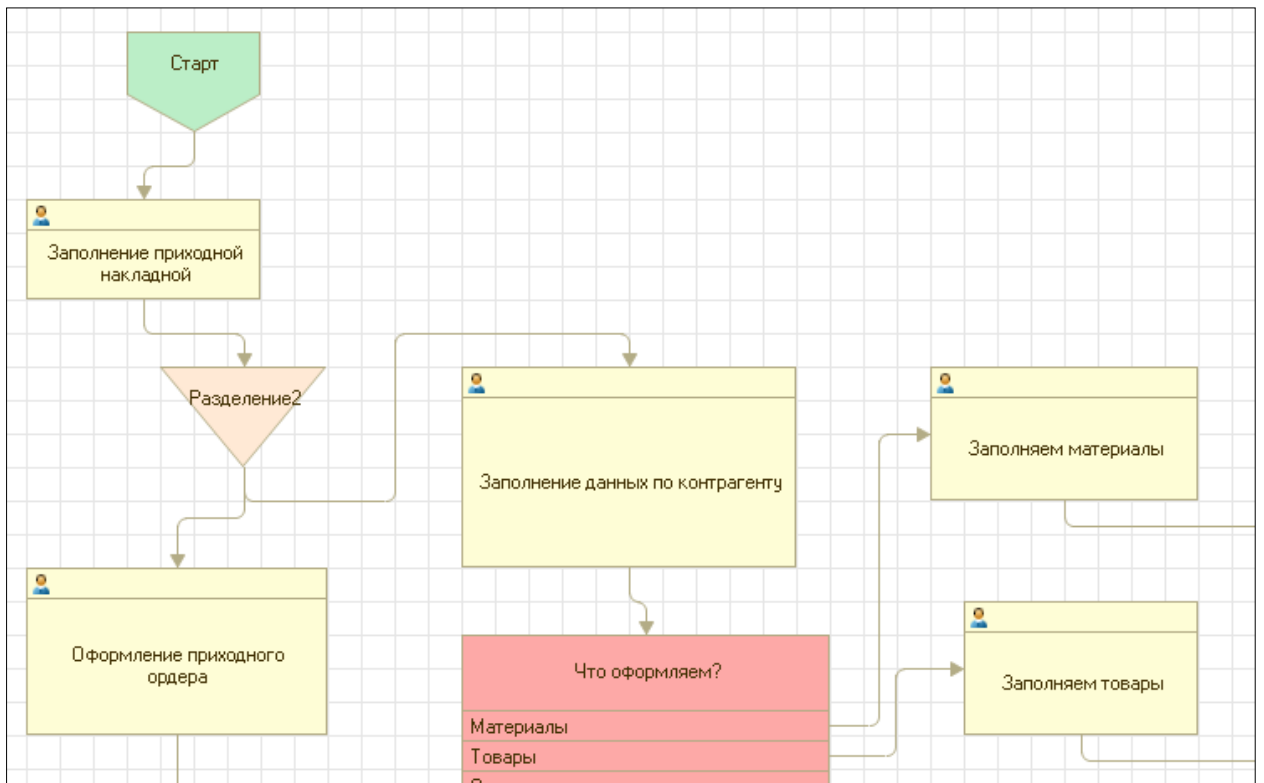 Старт
Заполнение приходной
накладной
Разделение2
Заполнение данных по контрагенту
Заполняем материалы
Оформление приходного
ордера
Что оформляем?
Материалы
Товары
Заполняем товары